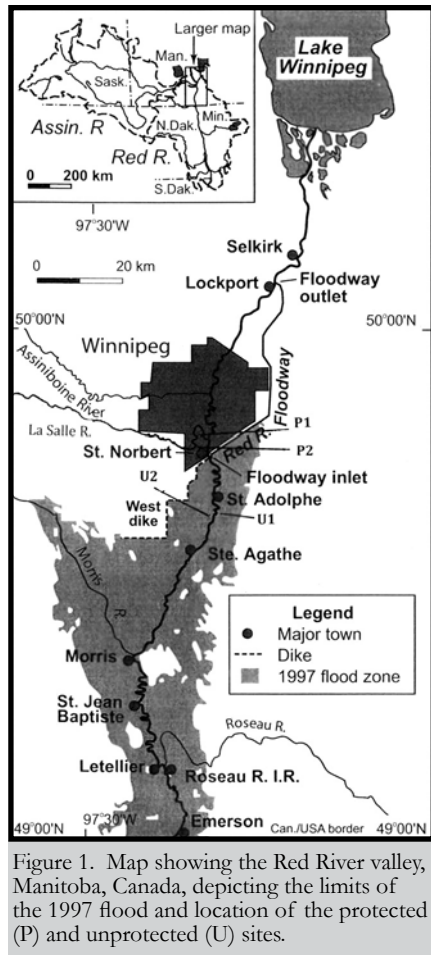 Larger map
Man.
Sask.
Assin. R
N.Dak.
Min.
Red R.
S.Dak.
0 200 km
Lake
Winnipeg
97°30'W
0 20 km
Selkirk
Lockport
Floodway
outlet
50°00'N
50°00'N
Winnipeg
Assiniboine River
Floodway
La Salle R.
P1
St. Norbert
Red R.
P2
Floodway inlet
U2
St. Adolphe
West
dike
U1
Ste. Agathe
Morris R.
Legend
Major town
Dike
1997 flood zone
Morris
St. Jean
Baptiste
Roseau R.
Letellier
Roseau R. I.R.
97°30'W
Emerson
49°00'N
Can./USA border
49°00'N
Figure 1. Map showing the Red River valley,
Manitoba, Canada, depicting the limits of
the 1997 flood and location of the protected
(P) and unprotected (U) sites.